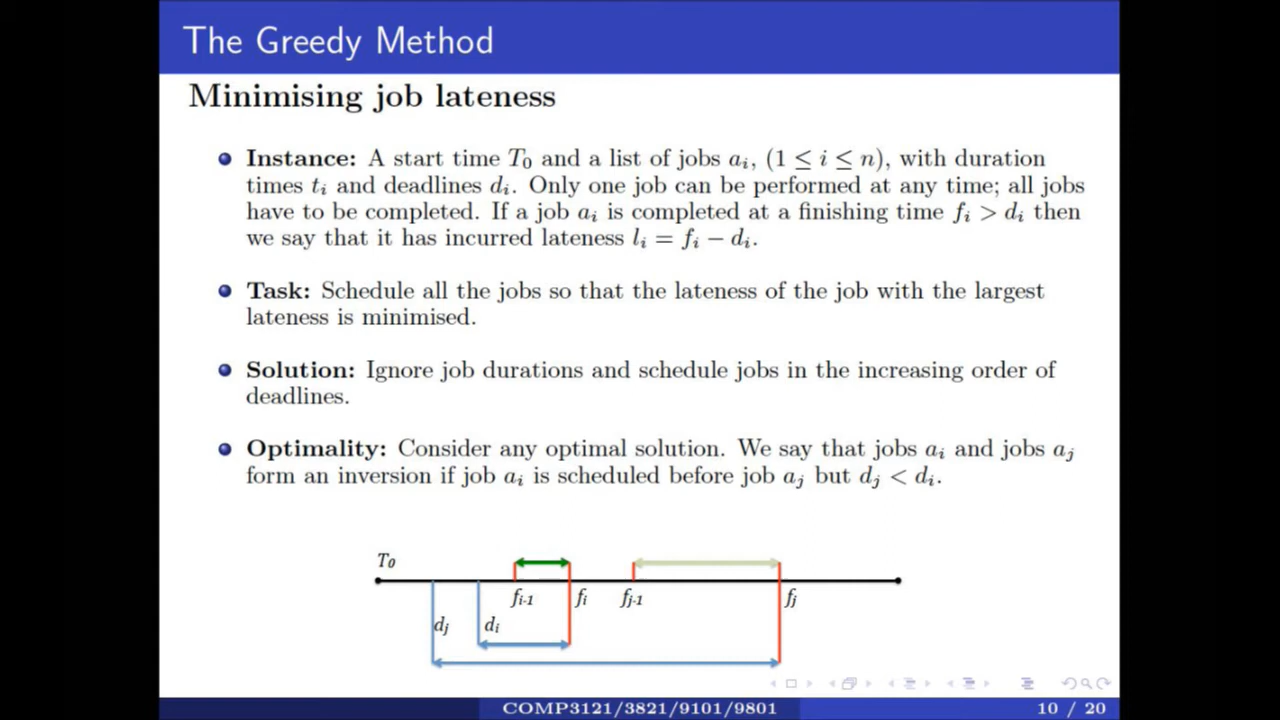 The Greedy Method
Minimising job lateness
Instance: A start time T₀ and a list of jobs aᵢ, (1 ≤ i ≤ n), with duration
times tᵢ and deadlines dᵢ. Only one job can be performed at any time; all jobs
have to be completed. If a job aᵢ is completed at a finishing time fᵢ > dᵢ then
we say that it has incurred lateness lᵢ = fᵢ − dᵢ.
Task: Schedule all the jobs so that the lateness of the job with the largest
lateness is minimised.
Solution: Ignore job durations and schedule jobs in the increasing order of
deadlines.
Optimality: Consider any optimal solution. We say that jobs aᵢ and jobs aⱼ
form an inversion if job aᵢ is scheduled before job aⱼ but dⱼ < dᵢ.
T₀
fᵢ₋₁ fᵢ fⱼ₋₁ fⱼ
dⱼ dᵢ
COMP3121/3821/9101/9801 10 / 20